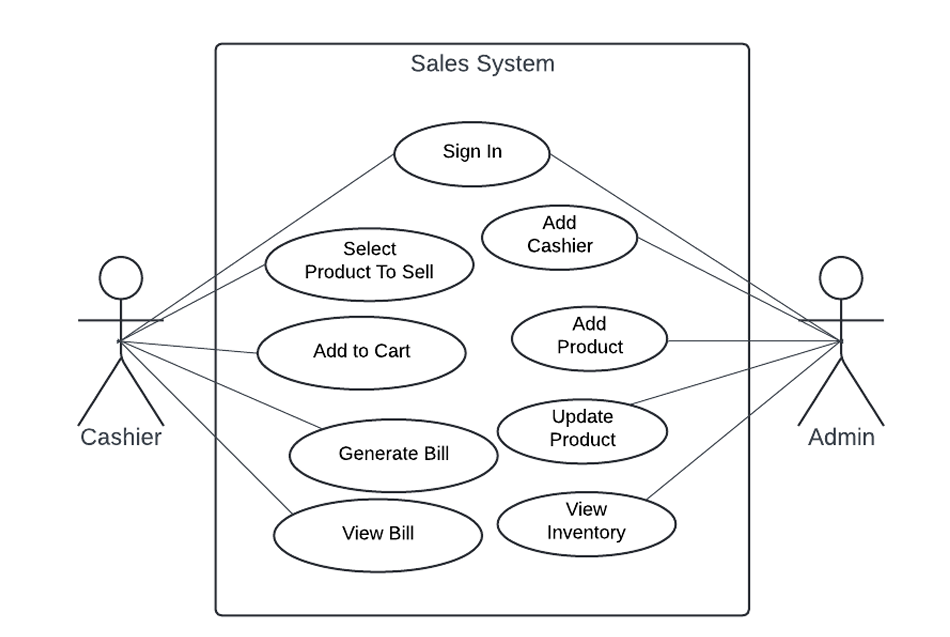 Sales System
Sign In
Add
Cashier
Select
Product To Sell
Add to Cart
Add
Product
Cashier
Admin
Update
Product
Generate Bill
View Bill
View
Inventory